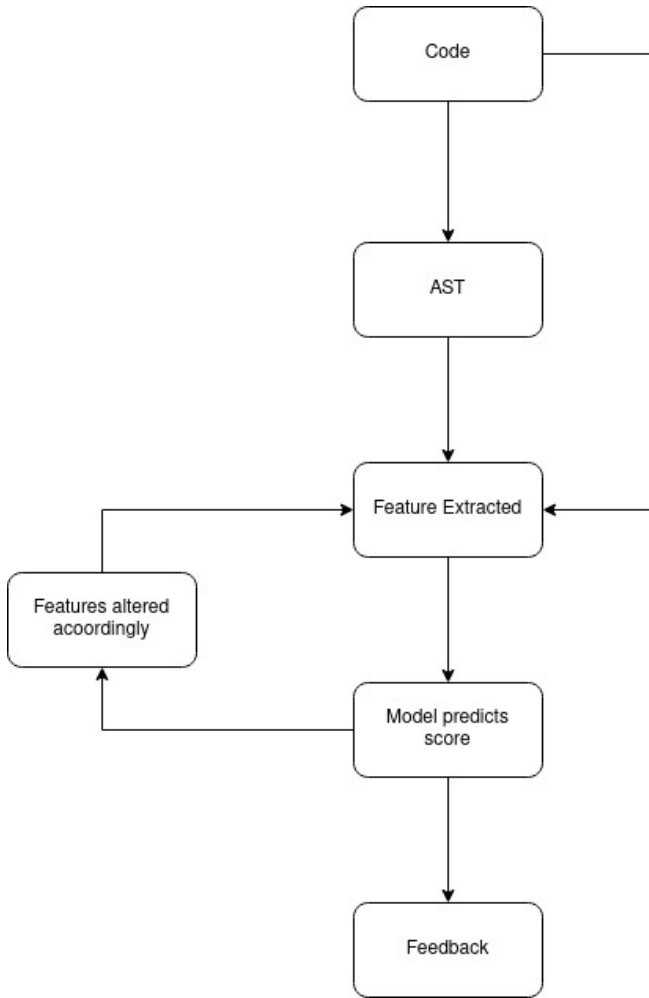 Code
AST
Feature Extracted
Features altered
acoordingly
Model predicts
score
Feedback